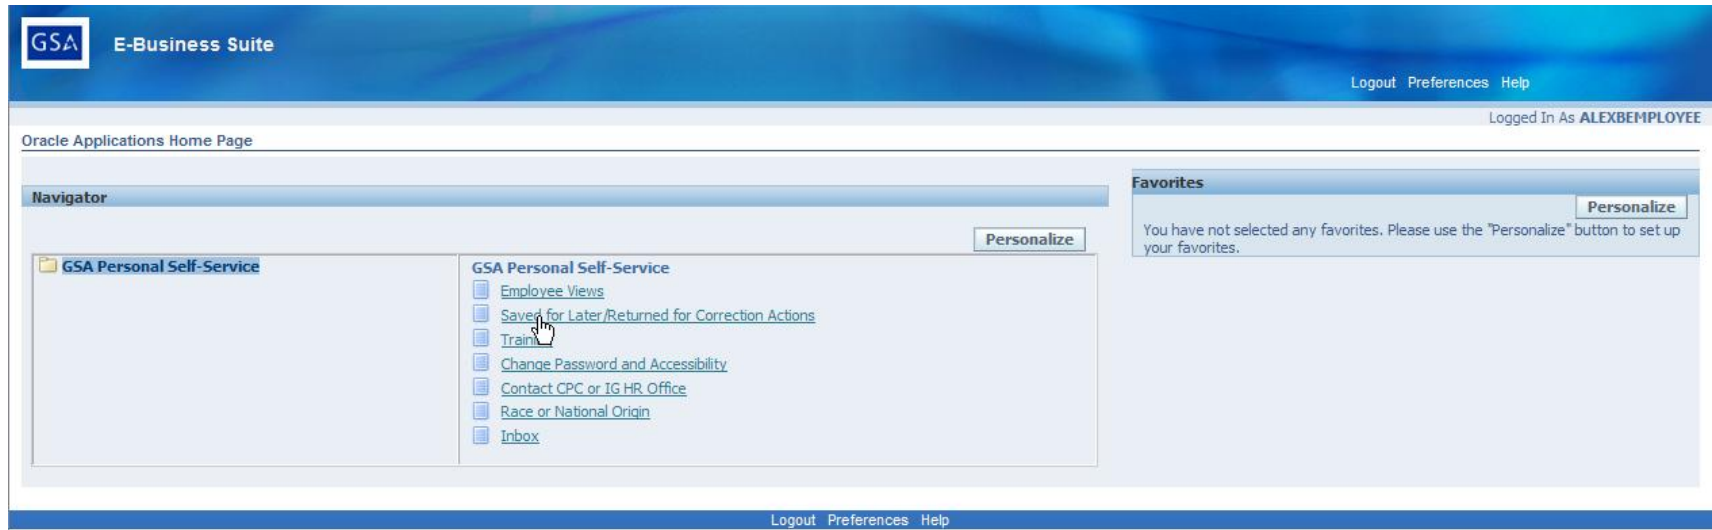 GSA
E-Business Suite
Logout Preferences Help
Logged In As ALEXBEMPLOYEE
Oracle Applications Home Page
Navigator
Personalize
GSA Personal Self-Service
GSA Personal Self-Service
Employee Views
Saved for Later/Returned for Correction Actions
Change Password and Accessibility
Contact CPC or IG HR Office
Race or National Origin
Inbox
Favorites
Personalize
You have not selected any favorites. Please use the "Personalize" button to set up
your favorites.
Logout Preferences Help